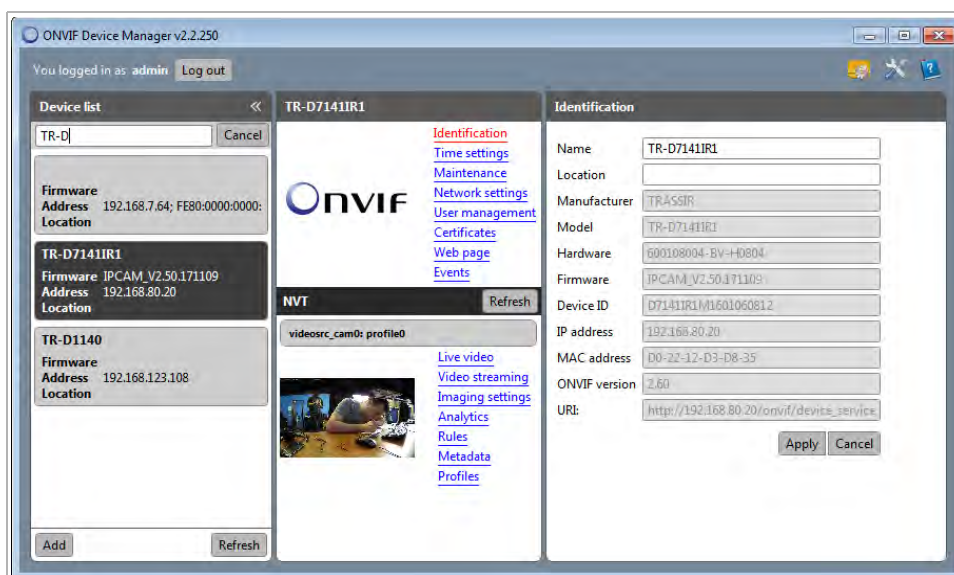 ONVIF Device Manager v2.2.250
You logged in as admin Log out
Device list «
TR-D Cancel
Firmware
Address 192.168.7.64; FE80:0000:0000:
Location
TR-D7141IR1
Firmware IPCAM_V2.50.171109
Address 192.168.80.20
Location
TR-D1140
Firmware
Address 192.168.123.108
Location
Add Refresh
TR-D7141IR1
ONVIF
Identification
Time settings
Maintenance
Network settings
User management
Certificates
Web page
Events
NVT Refresh
videosrc_cam0: profile0
Live video
Video streaming
Imaging settings
Analytics
Rules
Metadata
Profiles
Identification
Name TR-D7141IR1
Location
Manufacturer TRASSIR
Model TR-D7141IR1
Hardware 600108004-BV-H0804
Firmware IPCAM_V2.50.171109
Device ID D7141IR1M1601060812
IP address 192.168.80.20
MAC address D0-22-12-D3-D8-35
ONVIF version 2.60
URI: http://192.168.80.20/onvif/device_service
Apply Cancel